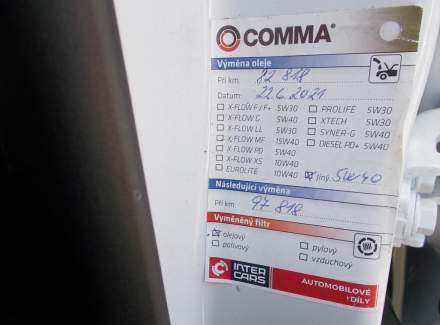 COMMA®
Výměna oleje
Při km: 82 818
Datum: 22.6.2021
X-FLOW F / F+ 5W30
X-FLOW G 5W40
X-FLOW LL 5W30
X-FLOW MF 15W40
X-FLOW PD 5W40
X-FLOW XS 10W40
EUROLITE 10W40
PROLIFE 5W30
XTECH 5W30
SYNER-G 5W40
DIESEL PD+ 5W40
jiný 5W40
Následující výměna
Při km: 97 818
Vyměněný filtr
olejový
palivový
pylový
vzduchový
INTER CARS
AUTOMOBILOVÉ
DÍLY